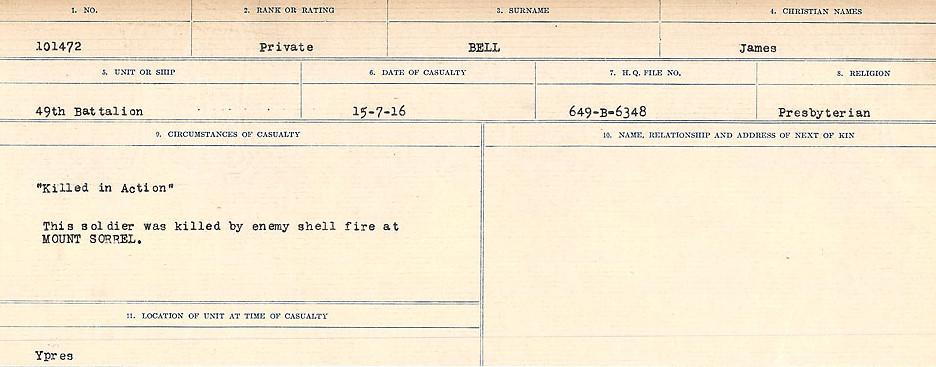 1. NO. 2. RANK OR RATING 3. SURNAME 4. CHRISTIAN NAMES
101472 Private BELL James
5. UNIT OR SHIP 6. DATE OF CASUALTY 7. H.Q. FILE NO. 8. RELIGION
49th Battalion 15-7-16 649-B-6348 Presbyterian
9. CIRCUMSTANCES OF CASUALTY
"Killed in Action"
This soldier was killed by enemy shell fire at
MOUNT SORREL.
10. NAME, RELATIONSHIP AND ADDRESS OF NEXT OF KIN
11. LOCATION OF UNIT AT TIME OF CASUALTY
Ypres